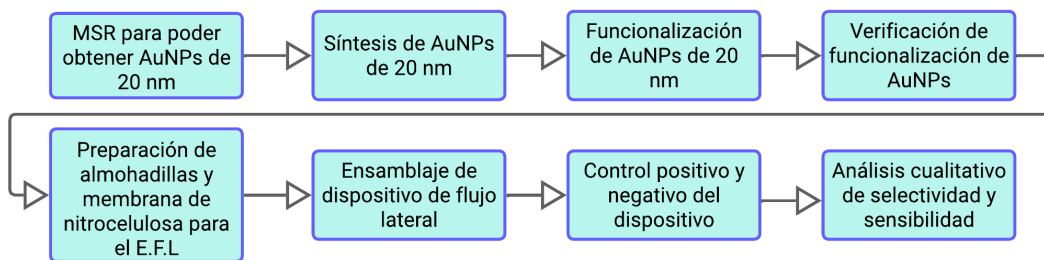 MSR para poder
obtener AuNPs de
20 nm
Síntesis de AuNPs
de 20 nm
Funcionalización
de AuNPs de 20
nm
Verificación de
funcionalización de
AuNPs
Preparación de
almohadillas y
membrana de
nitrocelulosa para
el E.F.L
Ensamblaje de
dispositivo de flujo
lateral
Control positivo y
negativo del
dispositivo
Análisis cualitativo
de selectividad y
sensibilidad